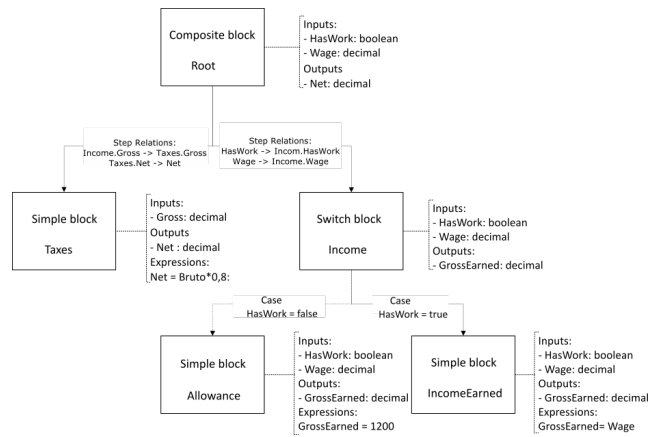 Composite block
Root
Inputs:
- HasWork: boolean
- Wage: decimal
Outputs
- Net: decimal
Step Relations:
Income.Gross -> Taxes.Gross
Taxes.Net -> Net
Step Relations:
HasWork -> Incom.HasWork
Wage -> Income.Wage
Simple block
Taxes
Inputs:
- Gross: decimal
Outputs
- Net : decimal
Expressions:
Net = Bruto*0,8:
Switch block
Income
Inputs:
- HasWork: boolean
- Wage: decimal
Outputs:
- GrossEarned: decimal
Case
HasWork = false
Case
HasWork = true
Simple block
Allowance
Inputs:
- HasWork: boolean
- Wage: decimal
Outputs:
- GrossEarned: decimal
Expressions:
GrossEarned = 1200
Simple block
IncomeEarned
Inputs:
- HasWork: boolean
- Wage: decimal
Outputs:
- GrossEarned: decimal
Expressions:
GrossEarned= Wage